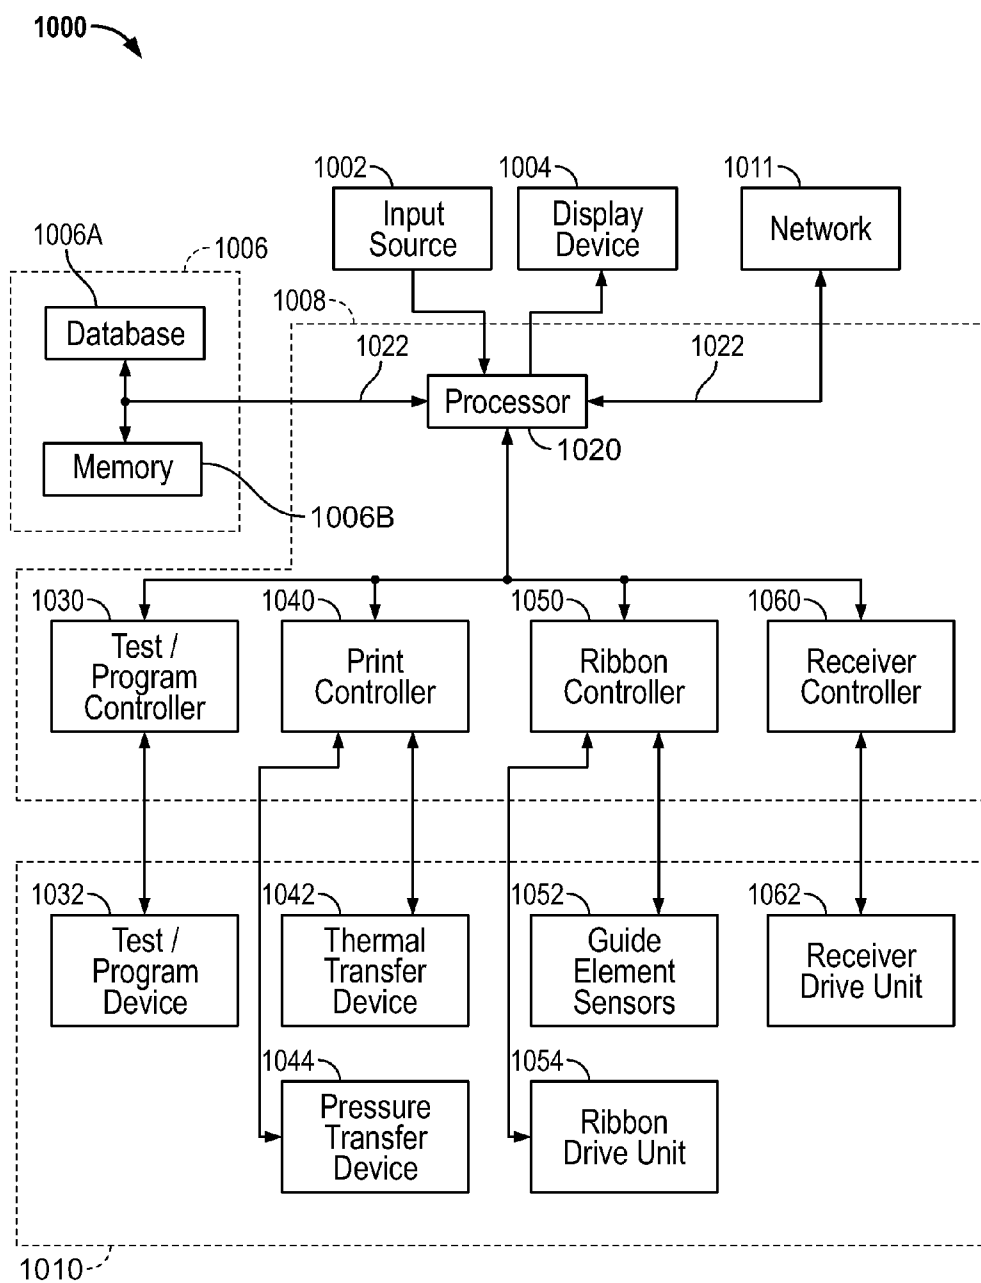 1000
1002
1004
1011
Input
Source
Display
Device
Network
1006A
1006
1008
Database
1022
1022
Processor
1020
Memory
1006B
1030
1040
1050
1060
Test /
Program
Controller
Print
Controller
Ribbon
Controller
Receiver
Controller
1032
1042
1052
1062
Test /
Program
Device
Thermal
Transfer
Device
Guide
Element
Sensors
Receiver
Drive Unit
1044
1054
Pressure
Transfer
Device
Ribbon
Drive Unit
1010